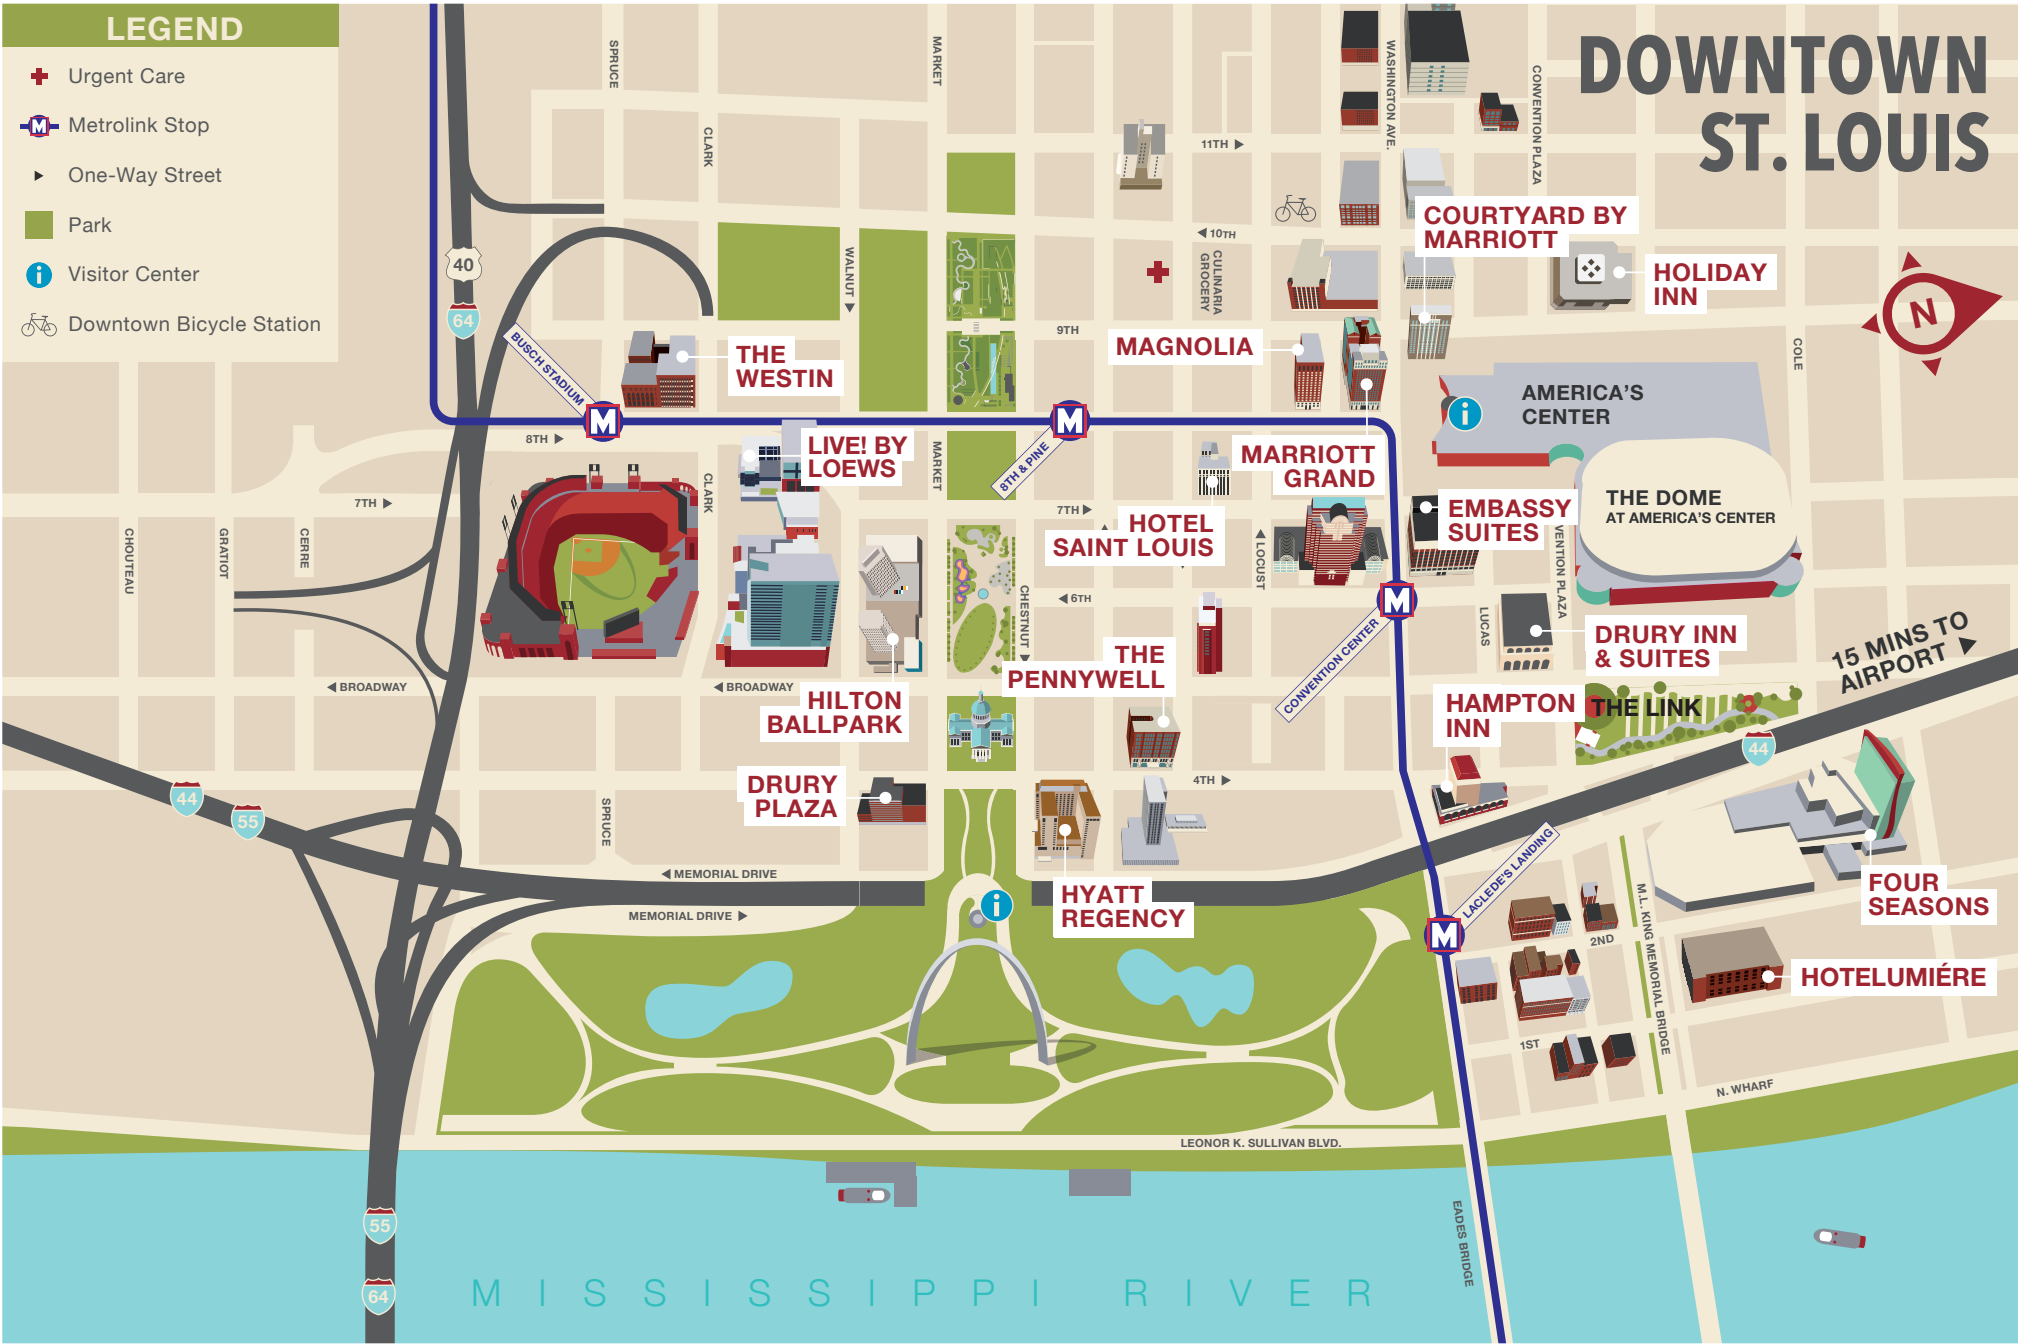 LEGEND
Urgent Care
M Metrolink Stop
One-Way Street
Park
i Visitor Center
Downtown Bicycle Station
DOWNTOWN
ST. LOUIS
SPRUCE
MARKET
CLARK
WASHINGTON AVE.
CONVENTION PLAZA
11TH
10TH
CULINARIA
GROCERY
WALNUT
9TH
COLE
N
40
64
COURTYARD BY
MARRIOTT
HOLIDAY
INN
BUSCH STADIUM
M
THE
WESTIN
MAGNOLIA
M
8TH & PINE
8TH
LIVE! BY
LOEWS
MARKET
MARRIOTT
GRAND
i
AMERICA'S
CENTER
THE DOME
AT AMERICA'S CENTER
EMBASSY
SUITES
7TH
CLARK
7TH
HOTEL
SAINT LOUIS
LOCUST
CHOUTEAU
GRATIOT
CERRE
CHESTNUT
6TH
M
CONVENTION CENTER
LUCAS
VENTION PLAZA
DRURY INN
& SUITES
15 MINS TO
AIRPORT
THE
PENNYWELL
BROADWAY
BROADWAY
HILTON
BALLPARK
HAMPTON
INN
THE LINK
44
44
55
DRURY
PLAZA
4TH
SPRUCE
MEMORIAL DRIVE
MEMORIAL DRIVE
i
HYATT
REGENCY
LACLEDE'S LANDING
M
FOUR
SEASONS
M.L. KING MEMORIAL BRIDGE
2ND
HOTELUMIÉRE
1ST
N. WHARF
LEONOR K. SULLIVAN BLVD.
EADES BRIDGE
55
64
MISSISSIPPI RIVER